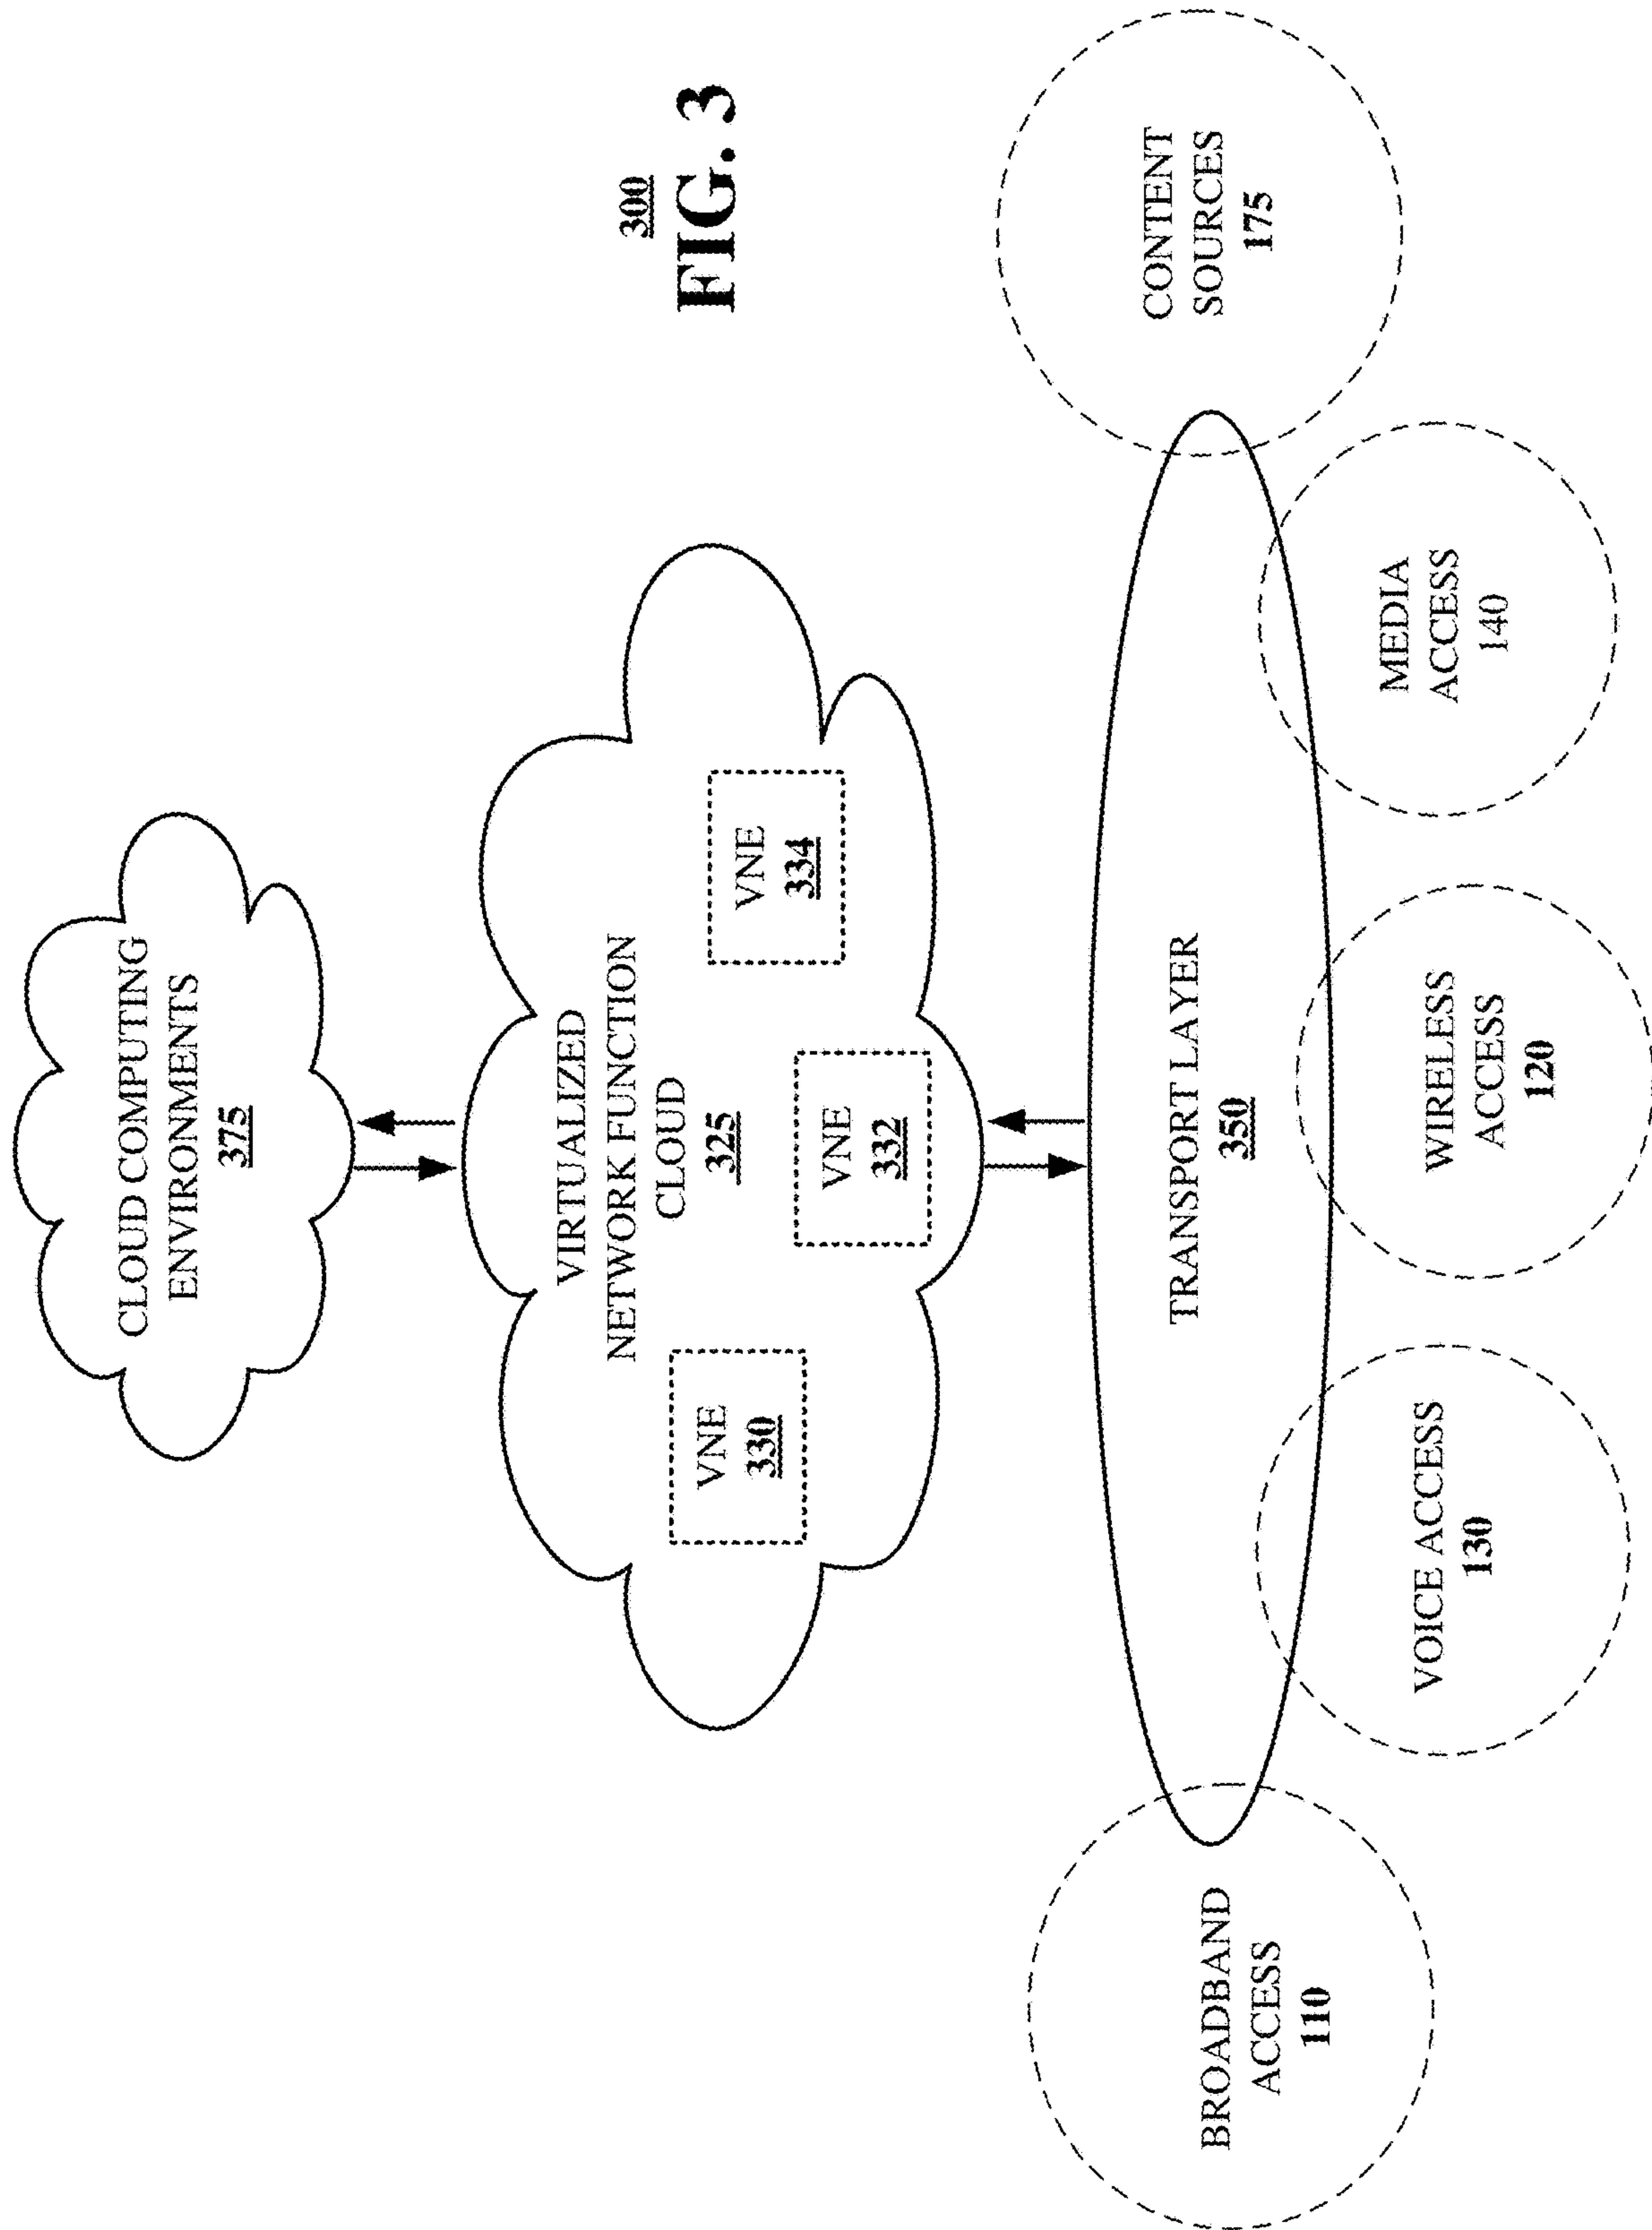 CLOUD COMPUTING
ENVIRONMENTS
375
VIRTUALIZED
NETWORK FUNCTION
CLOUD
325
VNE
330
VNE
332
VNE
334
300
FIG. 3
TRANSPORT LAYER
350
BROADBAND
ACCESS
110
VOICE ACCESS
130
WIRELESS
ACCESS
120
MEDIA
ACCESS
140
CONTENT
SOURCES
175